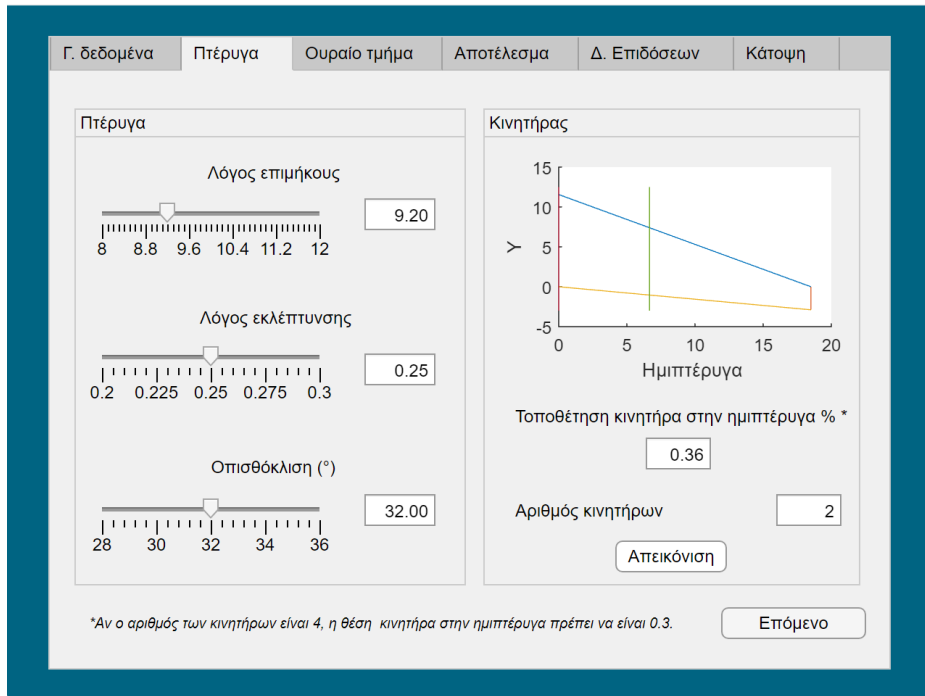 Γ. δεδομένα Πτέρυγα Ουραίο τμήμα Αποτέλεσμα Δ. Επιδόσεων Κάτοψη
Πτέρυγα
Λόγος επιμήκους
9.20
8 8.8 9.6 10.4 11.2 12
Λόγος εκλέπτυνσης
0.25
0.2 0.225 0.25 0.275 0.3
Οπισθόκλιση (°)
32.00
28 30 32 34 36
Κινητήρας
15
10
5
0
-5
Y
0 5 10 15 20
Ημιπτέρυγα
Τοποθέτηση κινητήρα στην ημιπτέρυγα % *
0.36
Αριθμός κινητήρων 2
Απεικόνιση
*Αν ο αριθμός των κινητήρων είναι 4, η θέση κινητήρα στην ημιπτέρυγα πρέπει να είναι 0.3.
Επόμενο